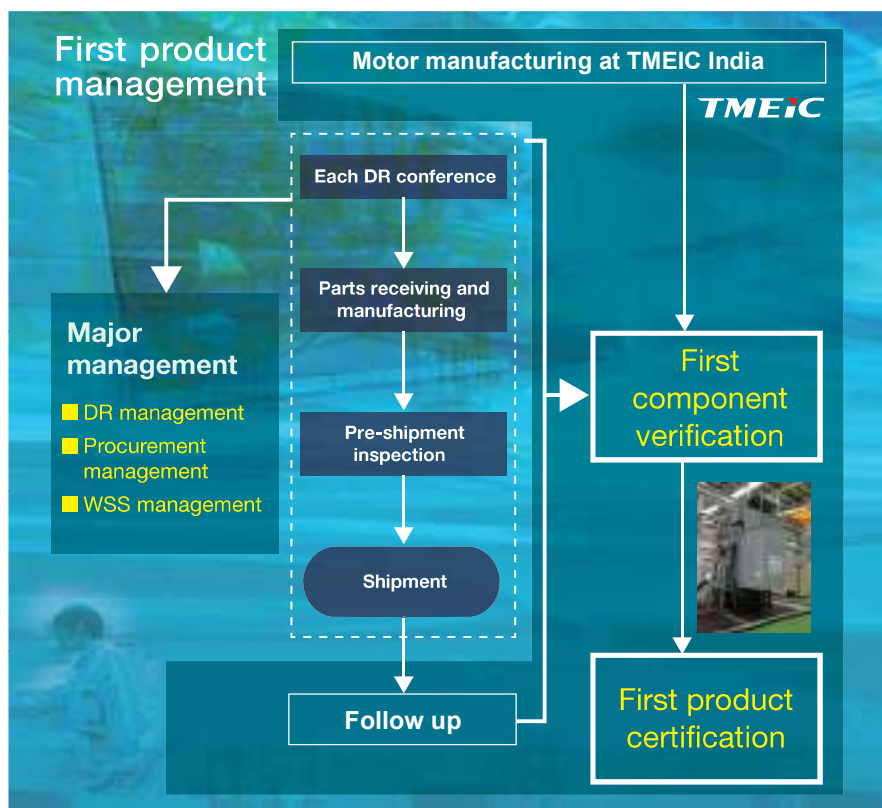 First product
management
Motor manufacturing at TMEIC India
TMEiC
Each DR conference
Parts receiving and
manufacturing
Pre-shipment
inspection
Shipment
Follow up
Major
management
DR management
Procurement
management
WSS management
First
component
verification
First product
certification